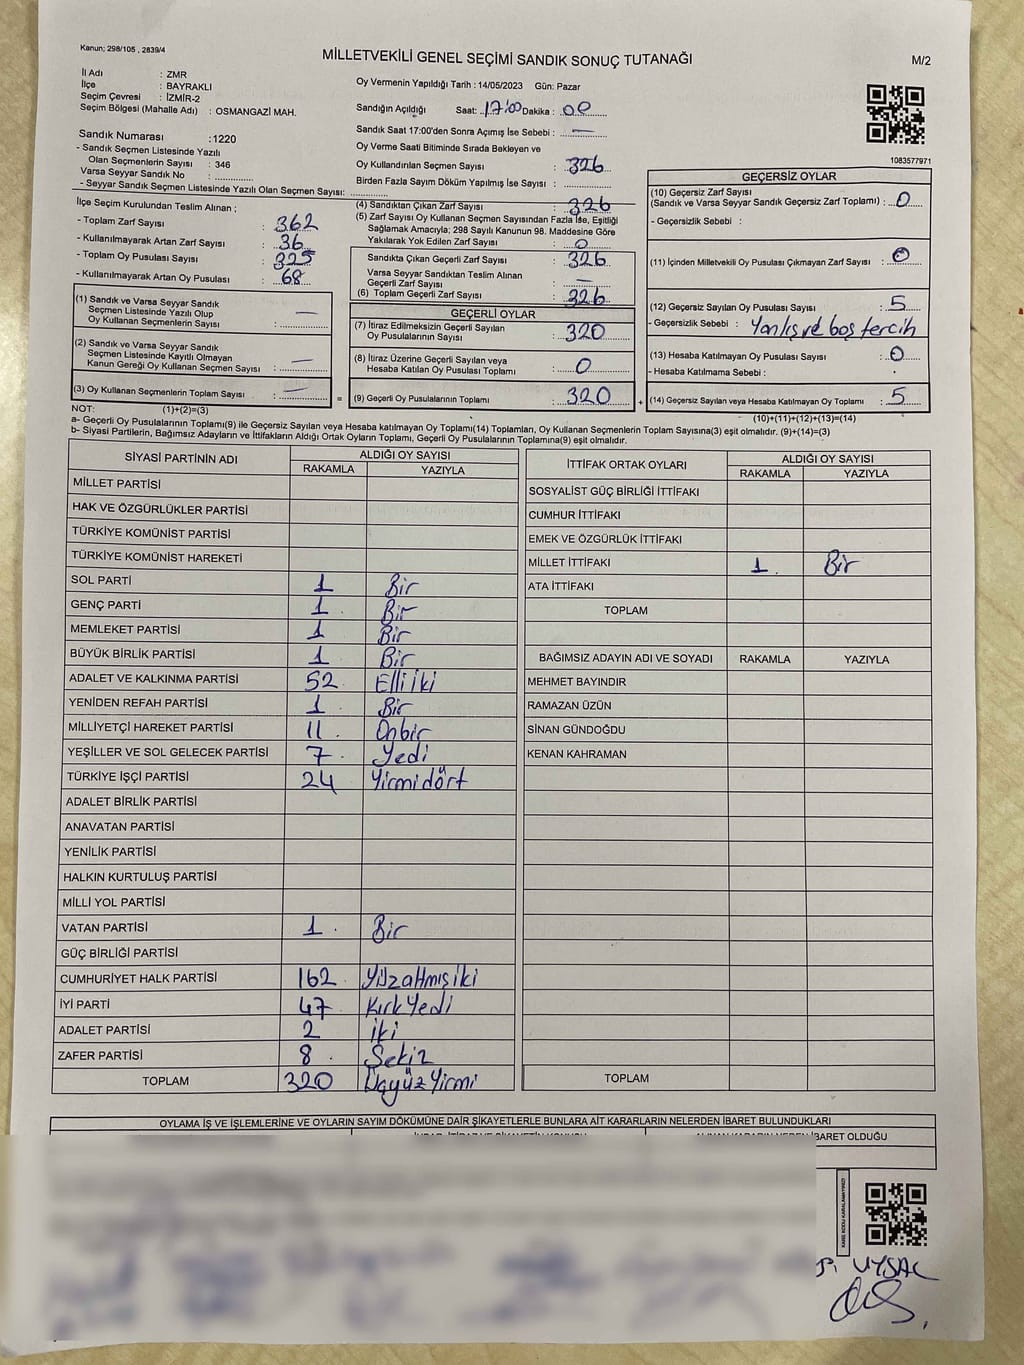 Kanun; 298/105 , 2839/4
MİLLETVEKİLİ GENEL SEÇİMİ SANDIK SONUÇ TUTANAĞI
M/2
İl Adı : ZMR
İlçe : BAYRAKLI
Seçim Çevresi : İZMİR-2
Seçim Bölgesi (Mahalle Adı) : OSMANGAZİ MAH.
Oy Vermenin Yapıldığı Tarih : 14/05/2023 Gün: Pazar
Sandığın Açıldığı Saat: 17:00 Dakika : 00
Sandık Saat 17:00'den Sonra Açımış İse Sebebi : —
Sandık Numarası : 1220
- Sandık Seçmen Listesinde Yazılı
Olan Seçmenlerin Sayısı : 346
Varsa Seyyar Sandık No :
- Seyyar Sandık Seçmen Listesinde Yazılı Olan Seçmen Sayısı:
Oy Verme Saati Bitiminde Sırada Bekleyen ve
Oy Kullandırılan Seçmen Sayısı : 326
Birden Fazla Sayım Döküm Yapılmış İse Sayısı :
1083577971
İlçe Seçim Kurulundan Teslim Alınan ;
- Toplam Zarf Sayısı : 362
- Kullanılmayarak Artan Zarf Sayısı : 36
- Toplam Oy Pusulası Sayısı : 325
- Kullanılmayarak Artan Oy Pusulası : 68
(4) Sandıktan Çıkan Zarf Sayısı : 326
(5) Zarf Sayısı Oy Kullanan Seçmen Sayısından Fazla İse, Eşitliği
Sağlamak Amacıyla; 298 Sayılı Kanunun 98. Maddesine Göre
Yakılarak Yok Edilen Zarf Sayısı : 0
Sandıkta Çıkan Geçerli Zarf Sayısı : 326
Varsa Seyyar Sandıktan Teslim Alınan
Geçerli Zarf Sayısı : —
(6) Toplam Geçerli Zarf Sayısı : 326
GEÇERSİZ OYLAR
(10) Geçersiz Zarf Sayısı
(Sandık ve Varsa Seyyar Sandık Geçersiz Zarf Toplamı) : 0
- Geçersizlik Sebebi :
(11) İçinden Milletvekili Oy Pusulası Çıkmayan Zarf Sayısı : 0
(12) Geçersiz Sayılan Oy Pusulası Sayısı : 5
- Geçersizlik Sebebi : Yanlış ve boş tercih
(13) Hesaba Katılmayan Oy Pusulası Sayısı : 0
- Hesaba Katılmama Sebebi :
(14) Geçersiz Sayılan veya Hesaba Katılmayan Oy Toplamı : 5
(1) Sandık ve Varsa Seyyar Sandık
Seçmen Listesinde Yazılı Olup
Oy Kullanan Seçmenlerin Sayısı : —
(2) Sandık ve Varsa Seyyar Sandık
Seçmen Listesinde Kayıtlı Olmayan
Kanun Gereği Oy Kullanan Seçmen Sayısı : —
(3) Oy Kullanan Seçmenlerin Toplam Sayısı : — =
GEÇERLİ OYLAR
(7) İtiraz Edilmeksizin Geçerli Sayılan
Oy Pusulalarının Sayısı : 320
(8) İtiraz Üzerine Geçerli Sayılan veya
Hesaba Katılan Oy Pusulası Toplamı : 0
(9) Geçerli Oy Pusulalarının Toplamı : 320 +
NOT: (1)+(2)=(3)
(10)+(11)+(12)+(13)=(14)
a- Geçerli Oy Pusulalarının Toplamı(9) ile Geçersiz Sayılan veya Hesaba katılmayan Oy Toplamı(14) Toplamları, Oy Kullanan Seçmenlerin Toplam Sayısına(3) eşit olmalıdır. (9)+(14)=(3)
b- Siyasi Partilerin, Bağımsız Adayların ve İttifakların Aldığı Ortak Oyların Toplamı, Geçerli Oy Pusulalarının Toplamına(9) eşit olmalıdır.
SİYASİ PARTİNİN ADI ALDIĞI OY SAYISI
RAKAMLA YAZIYLA
MİLLET PARTİSİ
HAK VE ÖZGÜRLÜKLER PARTİSİ
TÜRKİYE KOMÜNİST PARTİSİ
TÜRKİYE KOMÜNİST HAREKETİ
SOL PARTİ 1 Bir
GENÇ PARTİ 1 Bir
MEMLEKET PARTİSİ 1 Bir
BÜYÜK BİRLİK PARTİSİ 1 Bir
ADALET VE KALKINMA PARTİSİ 52 Elli iki
YENİDEN REFAH PARTİSİ 1 Bir
MİLLİYETÇİ HAREKET PARTİSİ 11 Onbir
YEŞİLLER VE SOL GELECEK PARTİSİ 7 Yedi
TÜRKİYE İŞÇİ PARTİSİ 24 Yirmi dört
ADALET BİRLİK PARTİSİ
ANAVATAN PARTİSİ
YENİLİK PARTİSİ
HALKIN KURTULUŞ PARTİSİ
MİLLİ YOL PARTİSİ
VATAN PARTİSİ 1 Bir
GÜÇ BİRLİĞİ PARTİSİ
CUMHURİYET HALK PARTİSİ 162 Yüzaltmış iki
İYİ PARTİ 47 Kırk Yedi
ADALET PARTİSİ 2 İki
ZAFER PARTİSİ 8 Sekiz
TOPLAM 320 Üçyüz Yirmi
İTTİFAK ORTAK OYLARI ALDIĞI OY SAYISI
RAKAMLA YAZIYLA
SOSYALİST GÜÇ BİRLİĞİ İTTİFAKI
CUMHUR İTTİFAKI
EMEK VE ÖZGÜRLÜK İTTİFAKI
MİLLET İTTİFAKI 1 Bir
ATA İTTİFAKI
TOPLAM
BAĞIMSIZ ADAYIN ADI VE SOYADI RAKAMLA YAZIYLA
MEHMET BAYINDIR
RAMAZAN ÜZÜN
SİNAN GÜNDOĞDU
KENAN KAHRAMAN
TOPLAM
OYLAMA İŞ VE İŞLEMLERİNE VE OYLARIN SAYIM DÖKÜMÜNE DAİR ŞİKAYETLERLE BUNLARA AİT KARARLARIN NELERDEN İBARET BULUNDUKLARI
İBARET OLDUĞU
KARE KODU KARALAMAYINIZ!
UYSAL